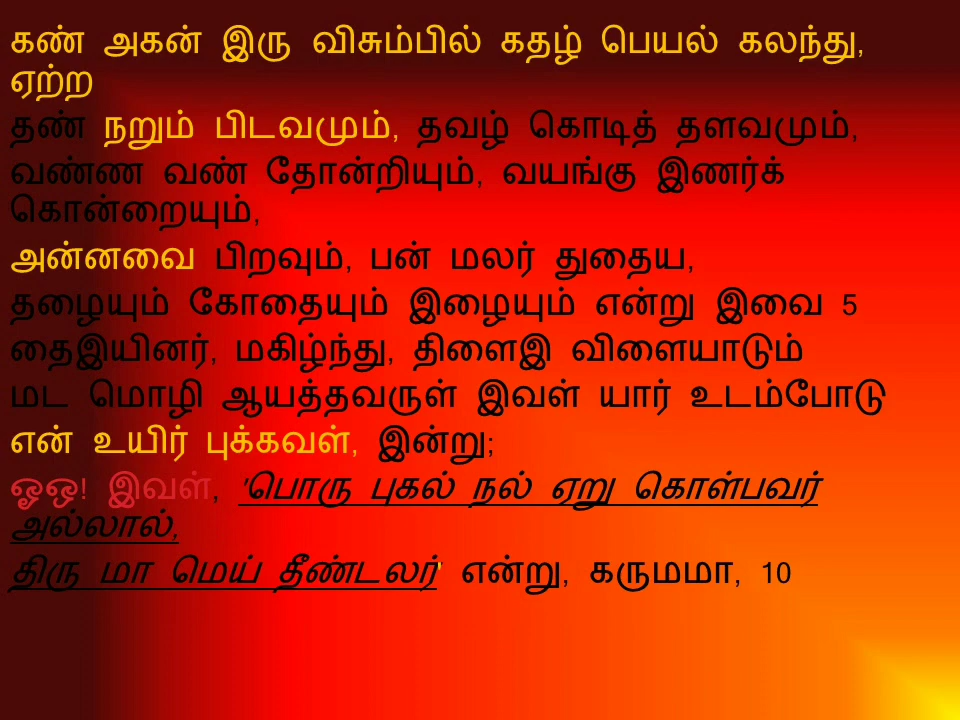 கண் அகன் இரு விசும்பில் கதழ் பெயல் கலந்து,
ஏற்ற
தண் நறும் பிடவமும், தவழ் கொடித் தளவமும்,
வண்ண வண் தோன்றியும், வயங்கு இணர்க்
கொன்றையும்,
அன்னவை பிறவும், பன் மலர் துதைய,
தழையும் கோதையும் இழையும் என்று இவை 5
தைஇயினர், மகிழ்ந்து, திளைஇ விளையாடும்
மட மொழி ஆயத்தவருள் இவள் யார் உடம்போடு
என் உயிர் புக்கவள், இன்று;
ஓஒ! இவள், 'பொரு புகல் நல் ஏறு கொள்பவர்
அல்லால்,
திரு மா மெய் தீண்டலர்' என்று, கருமமா, 10